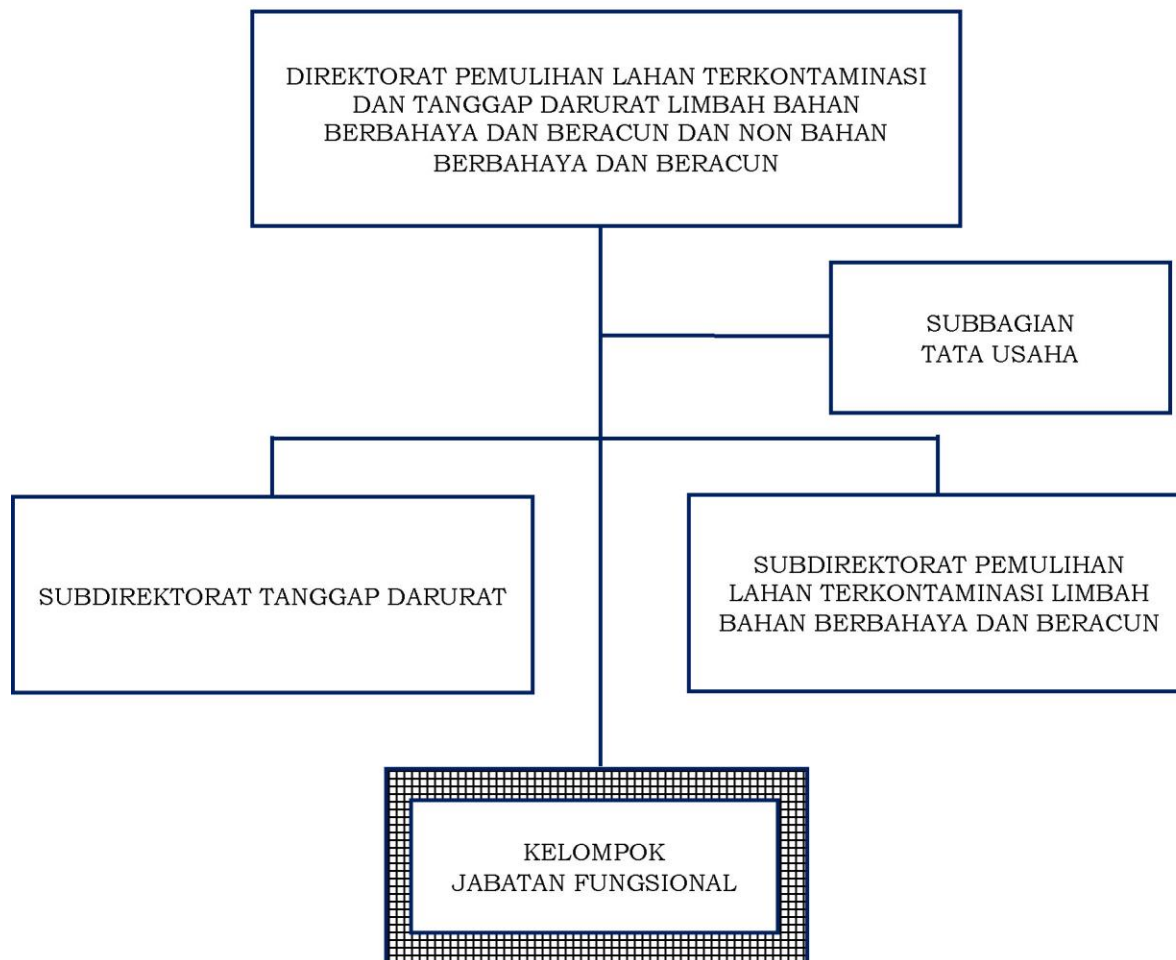 DIREKTORAT PEMULIHAN LAHAN TERKONTAMINASI
DAN TANGGAP DARURAT LIMBAH BAHAN
BERBAHAYA DAN BERACUN DAN NON BAHAN
BERBAHAYA DAN BERACUN
SUBBAGIAN
TATA USAHA
SUBDIREKTORAT TANGGAP DARURAT
SUBDIREKTORAT PEMULIHAN
LAHAN TERKONTAMINASI LIMBAH
BAHAN BERBAHAYA DAN BERACUN
KELOMPOK
JABATAN FUNGSIONAL